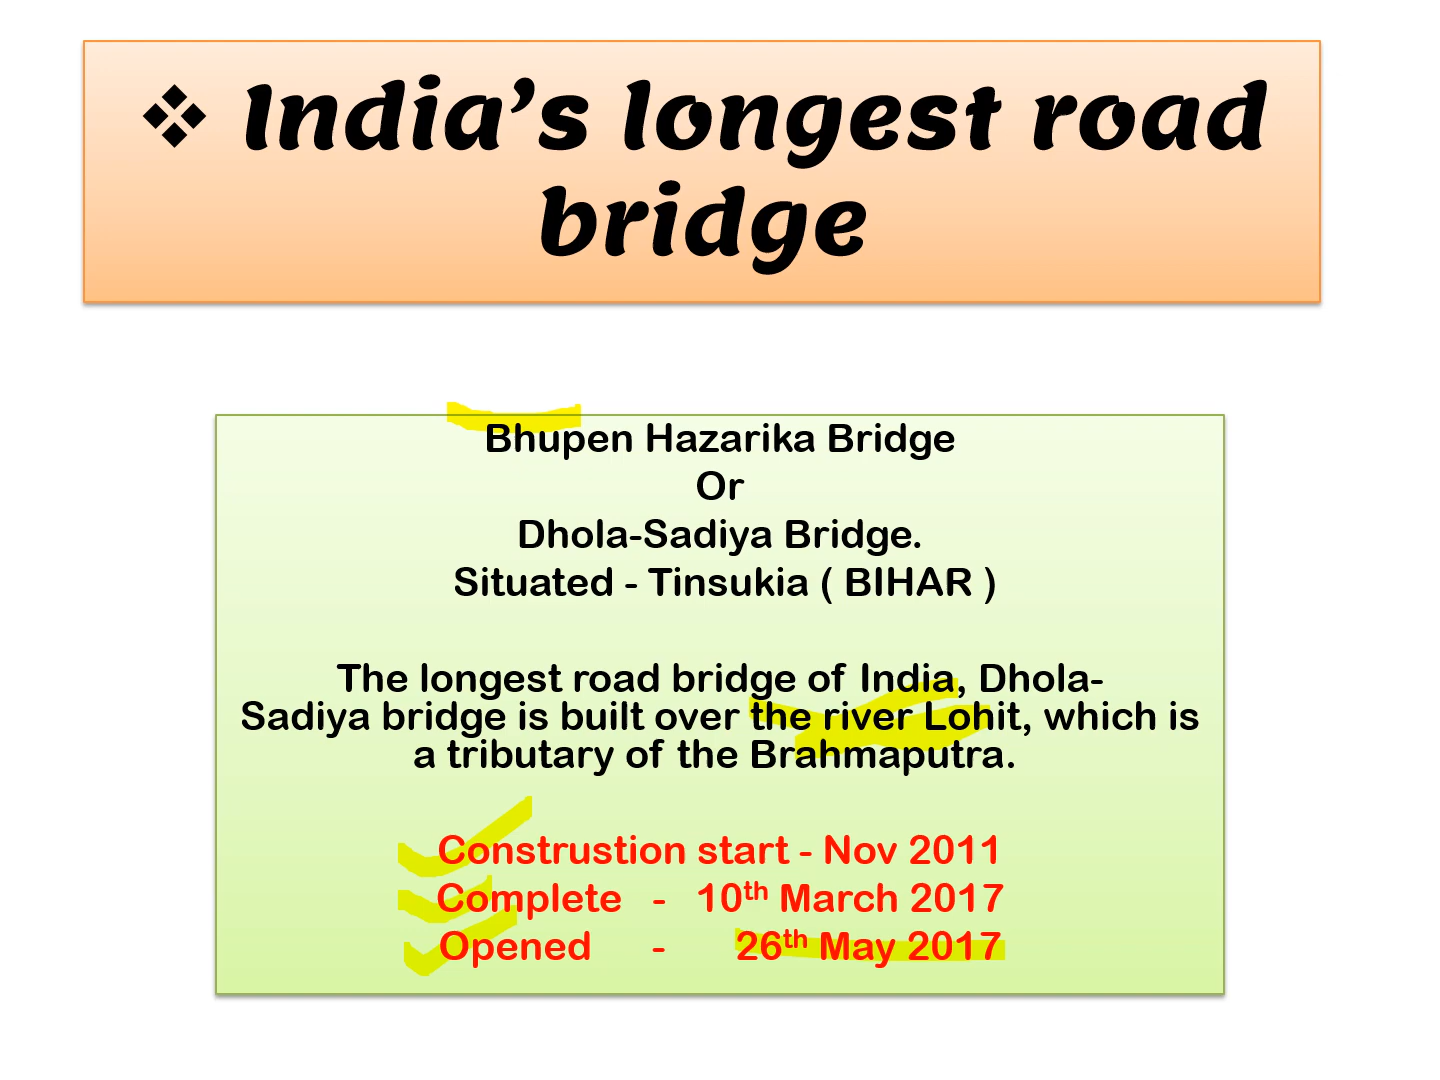 ❖ India’s longest road
bridge
Bhupen Hazarika Bridge
Or
Dhola-Sadiya Bridge.
Situated - Tinsukia ( BIHAR )
The longest road bridge of India, Dhola-
Sadiya bridge is built over the river Lohit, which is
a tributary of the Brahmaputra.
Construstion start - Nov 2011
Complete - 10th March 2017
Opened - 26th May 2017